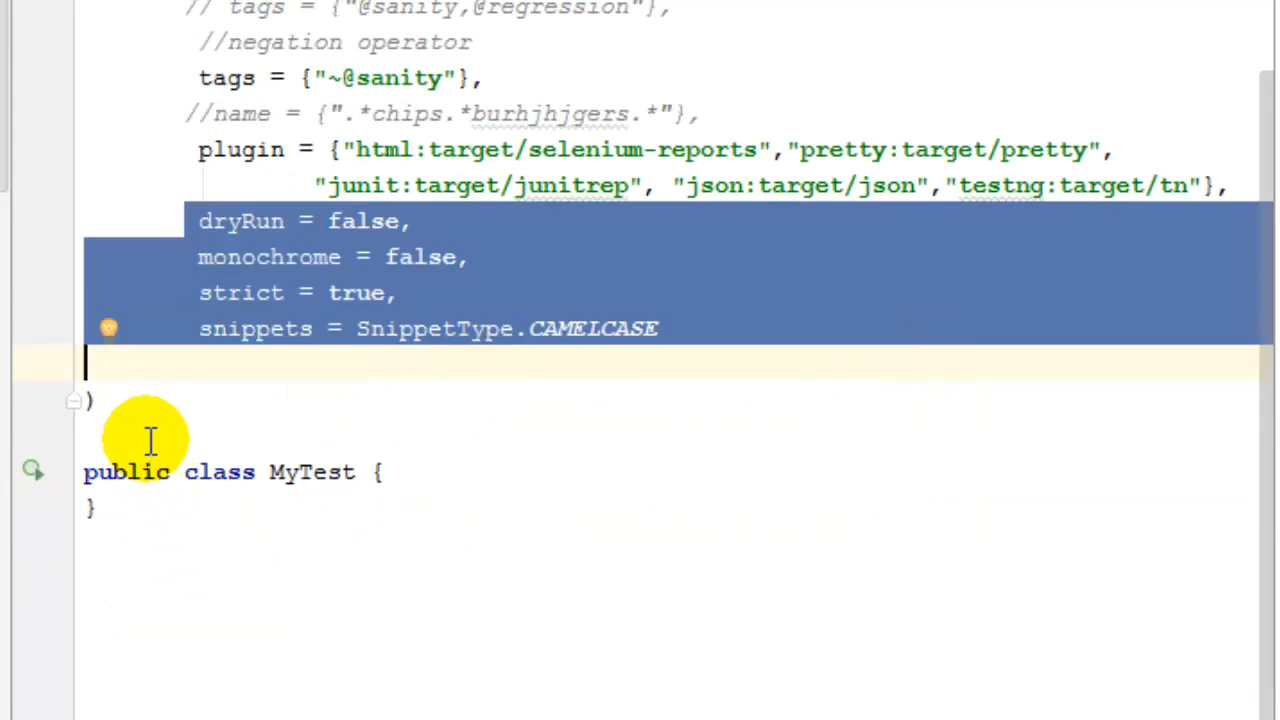 // tags = {"@sanity,@regression"},
//negation operator
tags = {"~@sanity"},
//name = {".*chips.*burhjhjgers.*"},
plugin = {"html:target/selenium-reports","pretty:target/pretty",
"junit:target/junitrep", "json:target/json","testng:target/tn"},
dryRun = false,
monochrome = false,
strict = true,
snippets = SnippetType.CAMELCASE
)
public class MyTest {
}